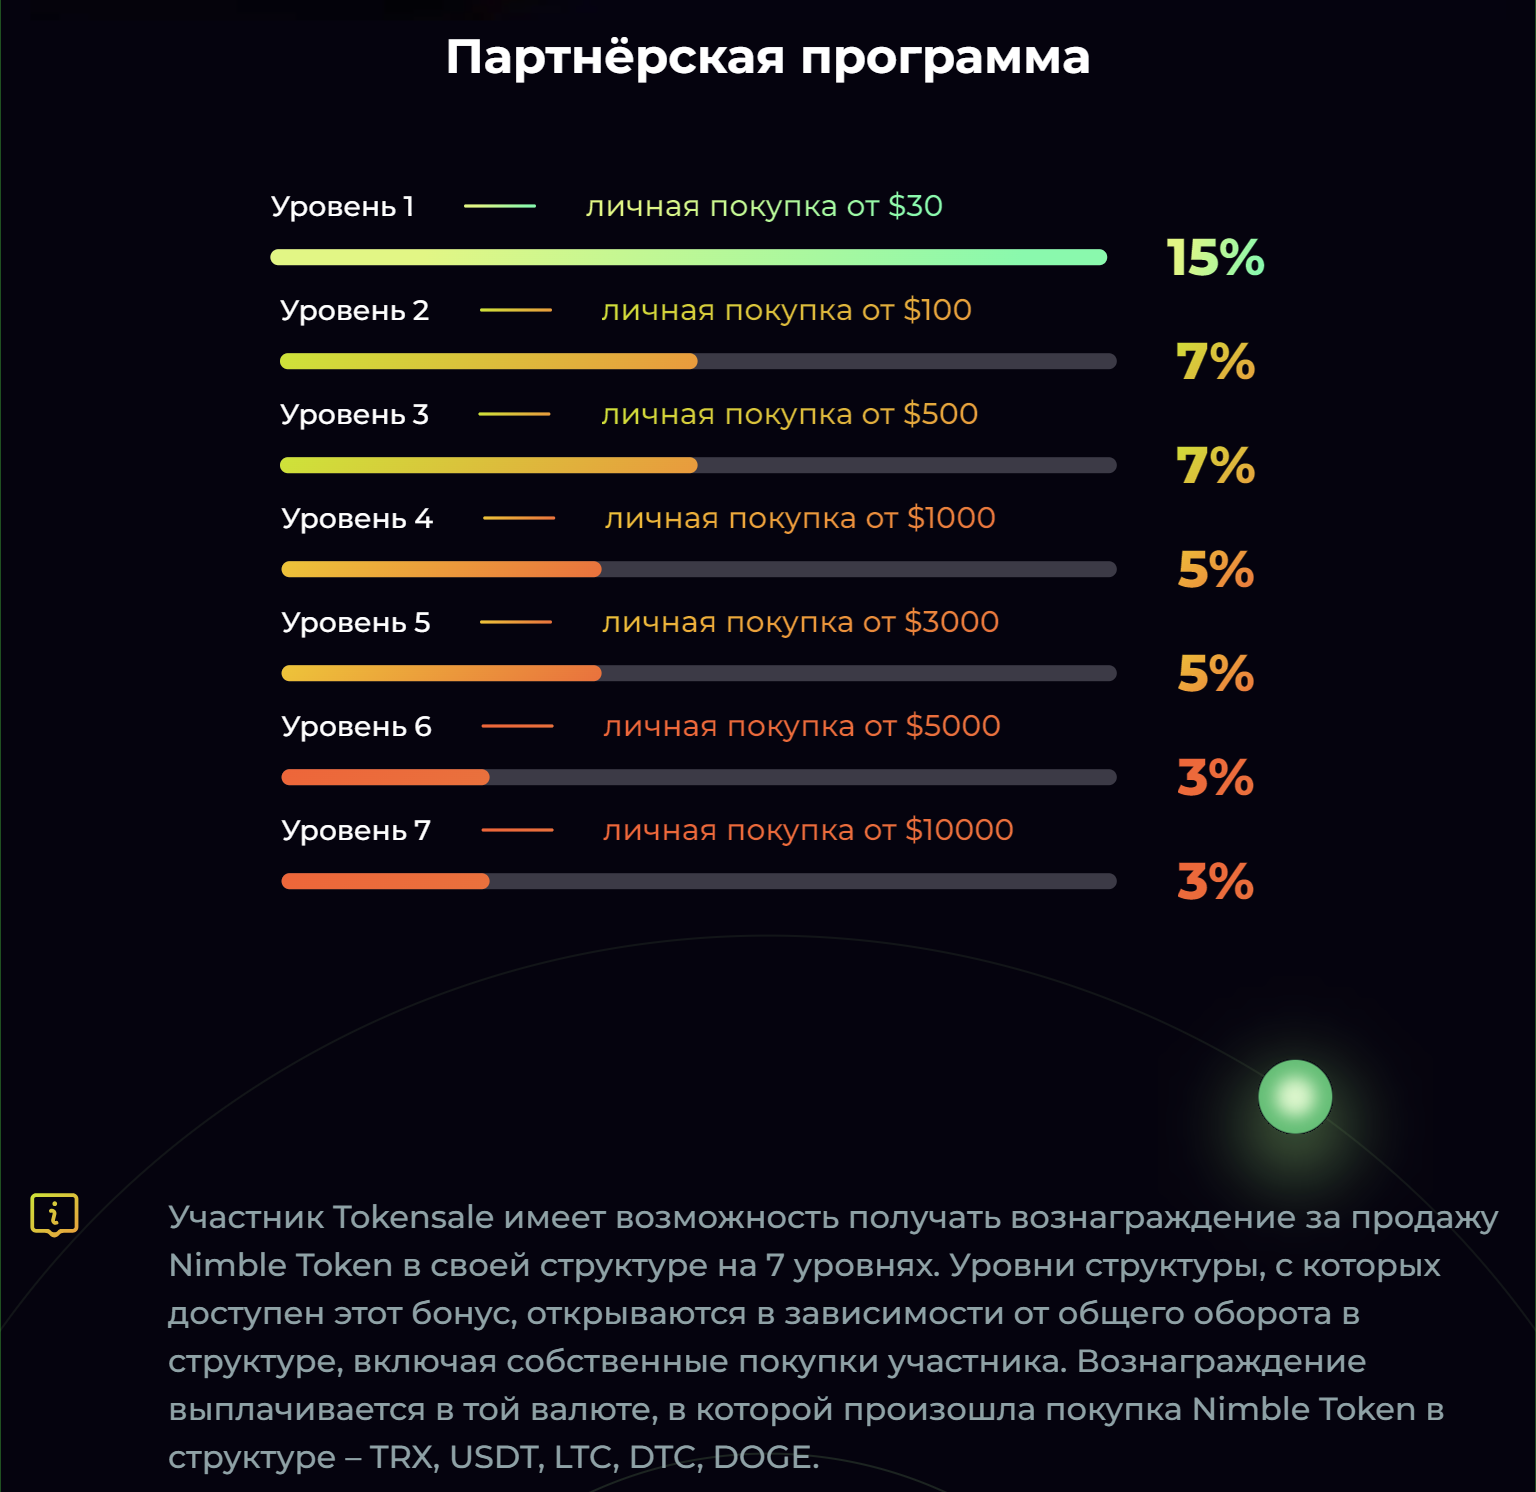 Партнёрская программа
Уровень 1 личная покупка от $30
15%
Уровень 2 личная покупка от $100
7%
Уровень 3 личная покупка от $500
7%
Уровень 4 личная покупка от $1000
5%
Уровень 5 личная покупка от $3000
5%
Уровень 6 личная покупка от $5000
3%
Уровень 7 личная покупка от $10000
3%
Участник Tokensale имеет возможность получать вознаграждение за продажу
Nimble Token в своей структуре на 7 уровнях. Уровни структуры, с которых
доступен этот бонус, открываются в зависимости от общего оборота в
структуре, включая собственные покупки участника. Вознаграждение
выплачивается в той валюте, в которой произошла покупка Nimble Token в
структуре – TRX, USDT, LTC, DTC, DOGE.